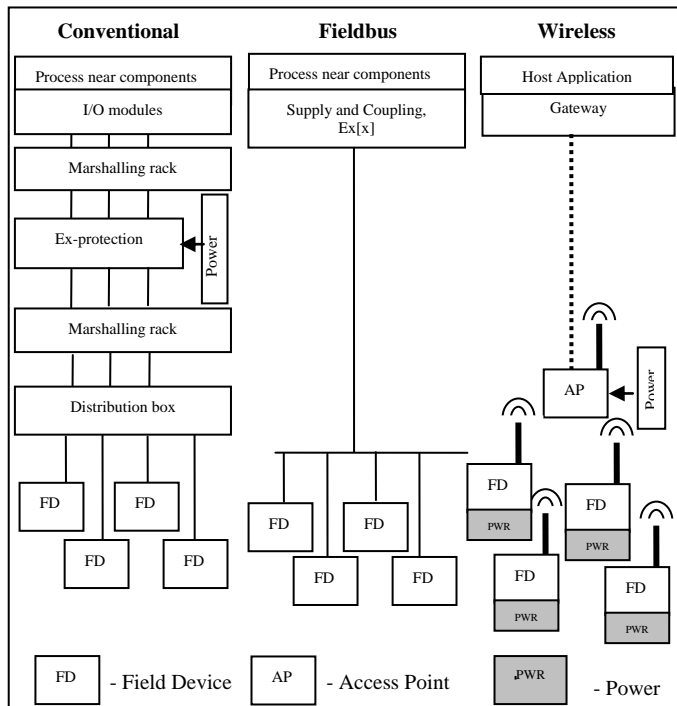 Conventional
Process near components
I/O modules
Marshalling rack
Ex-protection
Power
Marshalling rack
Distribution box
FD
FD
FD
FD
Fieldbus
Process near components
Supply and Coupling,
Ex[x]
FD
FD
FD
FD
Wireless
Host Application
Gateway
AP
Power
FD
PWR
FD
PWR
FD
PWR
FD
PWR
FD - Field Device
AP - Access Point
PWR - Power